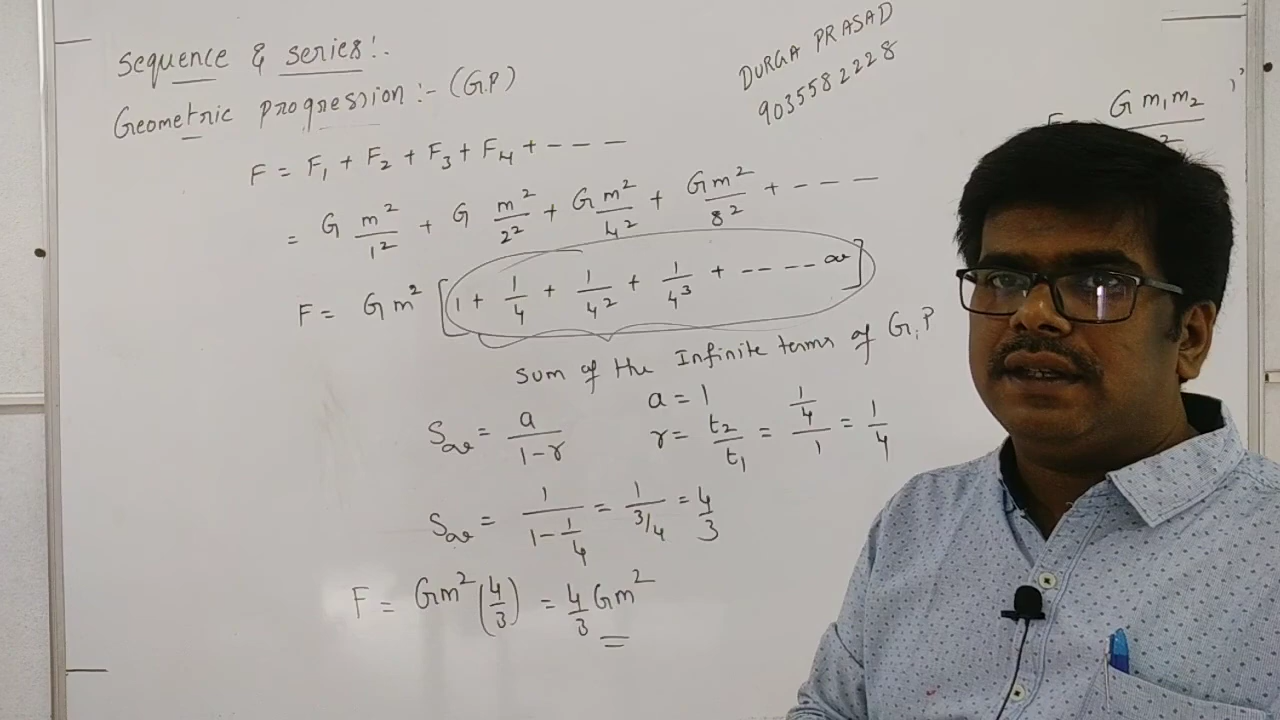 Sequence & series:.
Geometric progression :- (G.P)
DURGA PRASAD
9035582228
F = F₁ + F₂ + F₃ + F₄ + - - -
G m₁m₂
= G m²/1² + G m²/2² + G m²/4² + G m²/8² + - - -
F = Gm² [1 + 1/4 + 1/4² + 1/4³ + - - - - ∞]
sum of the Infinite terms of G.P
S∞ = a/(1-r)
a = 1
r = t₂/t₁ = (1/4)/1 = 1/4
S∞ = 1/(1-1/4) = 1/(3/4) = 4/3
F = Gm² (4/3) = 4/3 Gm²